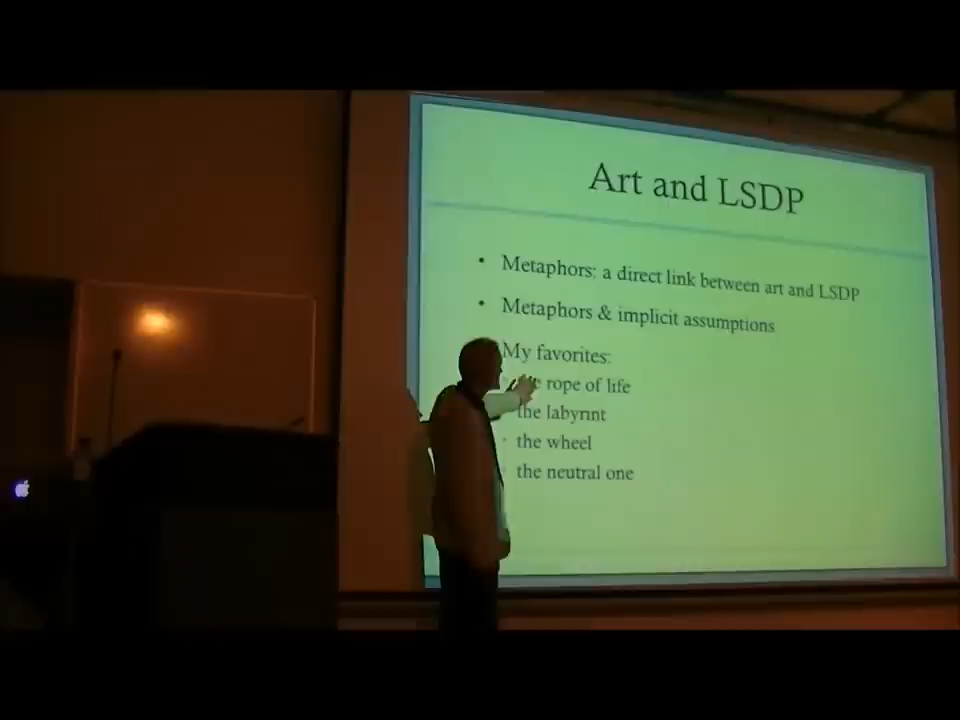 Art and LSDP
• Metaphors: a direct link between art and LSDP
• Metaphors & implicit assumptions
My favorites:
rope of life
the labyrint
the wheel
the neutral one